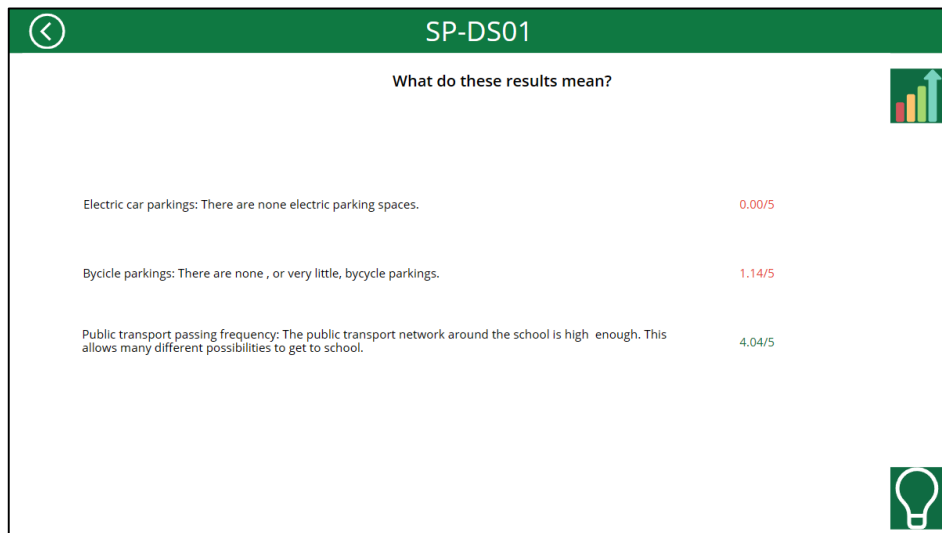 SP-DS01
What do these results mean?
Electric car parkings: There are none electric parking spaces.
0.00/5
Bycicle parkings: There are none , or very little, bycycle parkings.
1.14/5
Public transport passing frequency: The public transport network around the school is high  enough. This
allows many different possibilities to get to school.
4.04/5